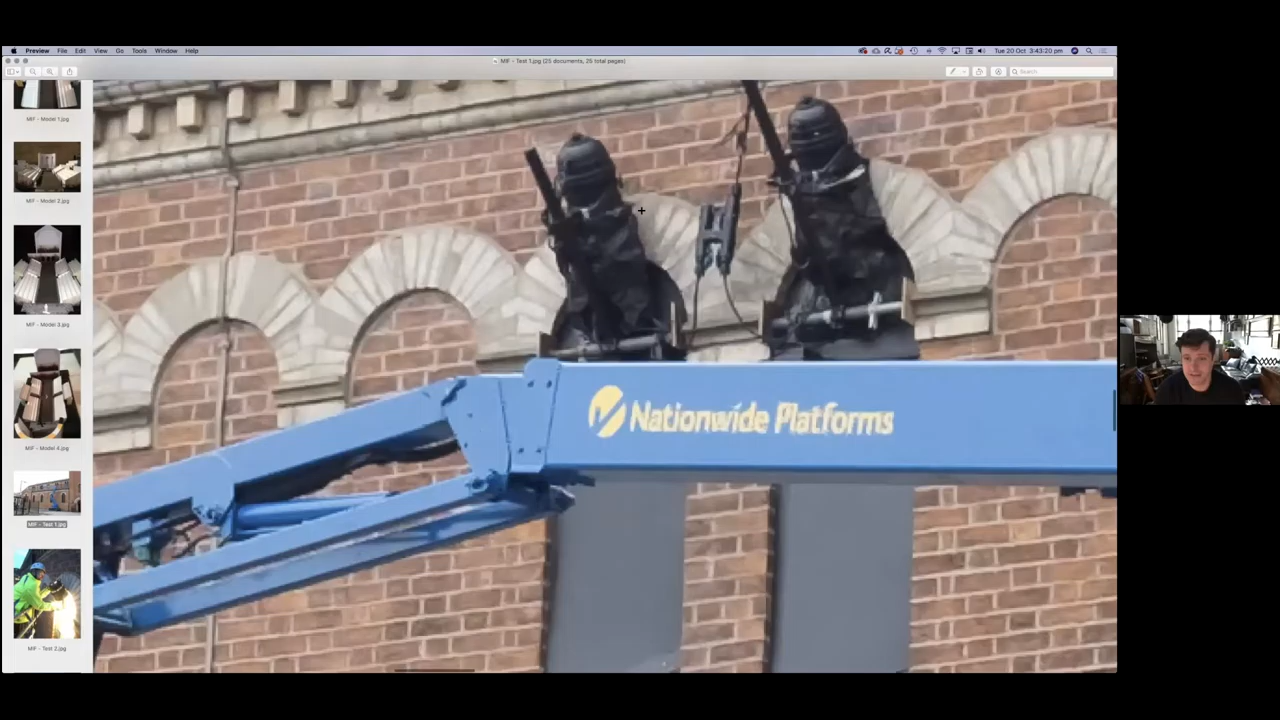 Preview File Edit View Go Tools Window Help
Tue 20 Oct 3:43:20 pm
MIF - Test 1.jpg (25 documents, 25 total pages)
Search
MIF - Model 1.jpg
MIF - Model 2.jpg
MIF - Model 3.jpg
MIF - Model 4.jpg
MIF - Test 1.jpg
MIF - Test 2.jpg
Nationwide Platforms